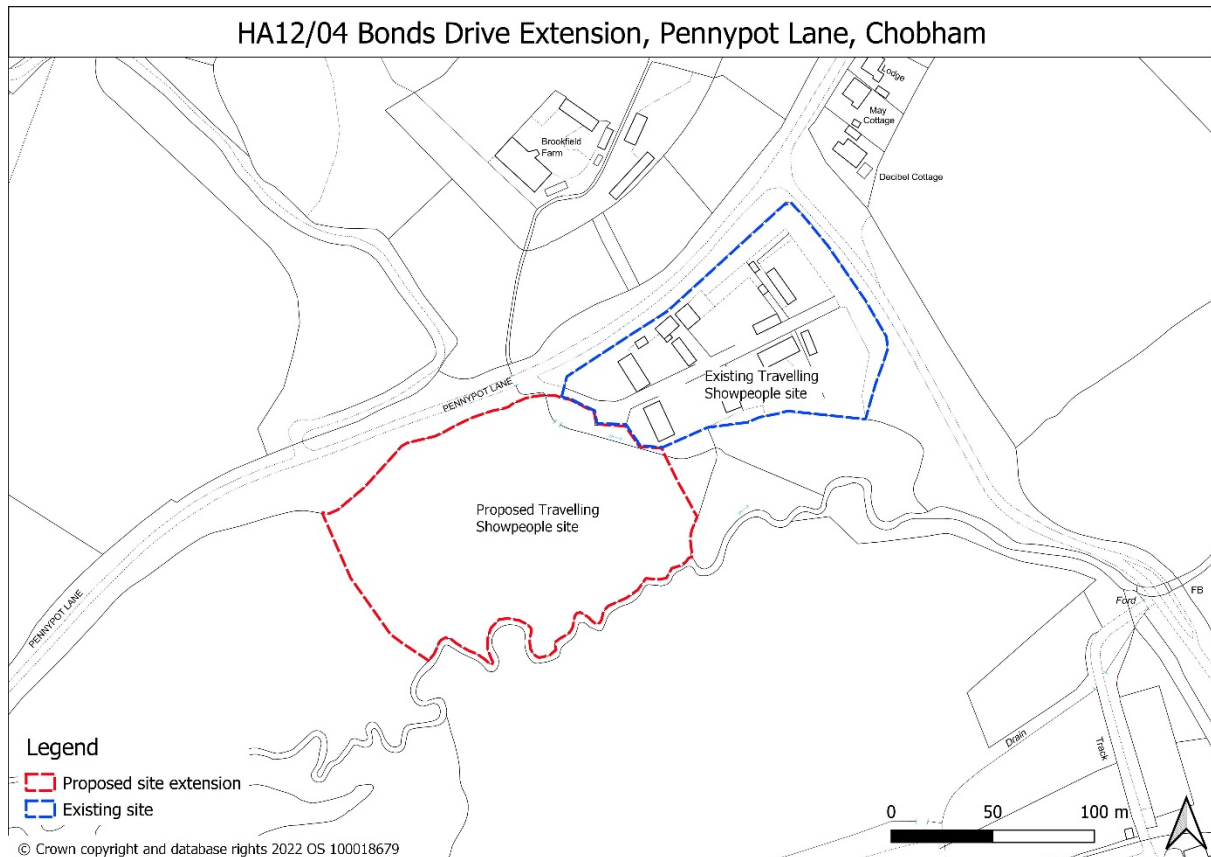 HA12/04 Bonds Drive Extension, Pennypot Lane, Chobham
Lodge
May
Cottage
Brookfield
Farm
Decibel Cottage
PENNYPOT LANE
Existing Travelling
Showpeople site
Proposed Travelling
Showpeople site
PENNYPOT LANE
Ford
FB
Drain
Track
Legend
Proposed site extension
Existing site
0 50 100 m
© Crown copyright and database rights 2022 OS 100018679